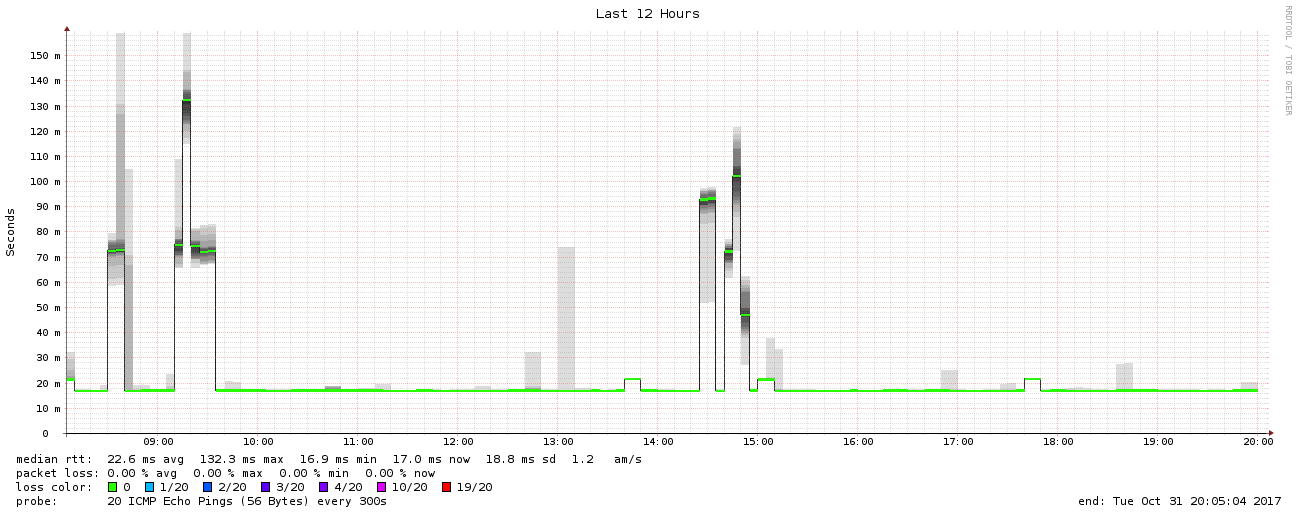 Last 12 Hours
RRDTOOL / TOBI OETIKER
Seconds
150 m
140 m
130 m
120 m
110 m
100 m
90 m
80 m
70 m
60 m
50 m
40 m
30 m
20 m
10 m
0
09:00 10:00 11:00 12:00 13:00 14:00 15:00 16:00 17:00 18:00 19:00 20:00
median rtt: 22.6 ms avg 132.3 ms max 16.9 ms min 17.0 ms now 18.8 ms sd 1.2 am/s
packet loss: 0.00 % avg 0.00 % max 0.00 % min 0.00 % now
loss color: 0 1/20 2/20 3/20 4/20 10/20 19/20
probe: 20 ICMP Echo Pings (56 Bytes) every 300s end: Tue Oct 31 20:05:04 2017